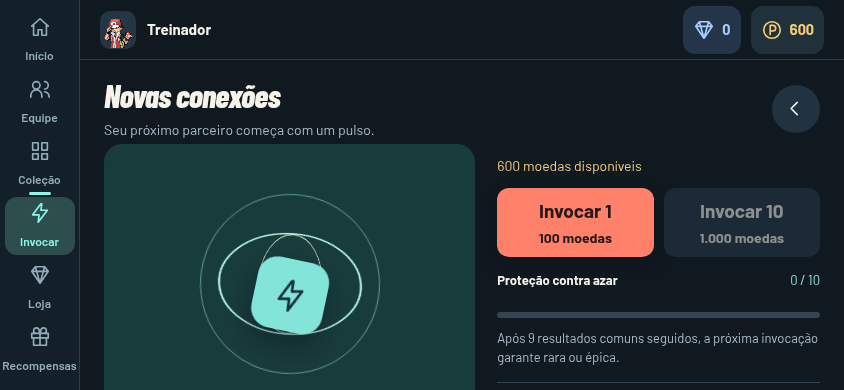 Treinador
0
600
Início
Equipe
Coleção
Invocar
Loja
Recompensas
Novas conexões
Seu próximo parceiro começa com um pulso.
600 moedas disponíveis
Invocar 1
100 moedas
Invocar 10
1.000 moedas
Proteção contra azar
0 / 10
Após 9 resultados comuns seguidos, a próxima invocação
garante rara ou épica.